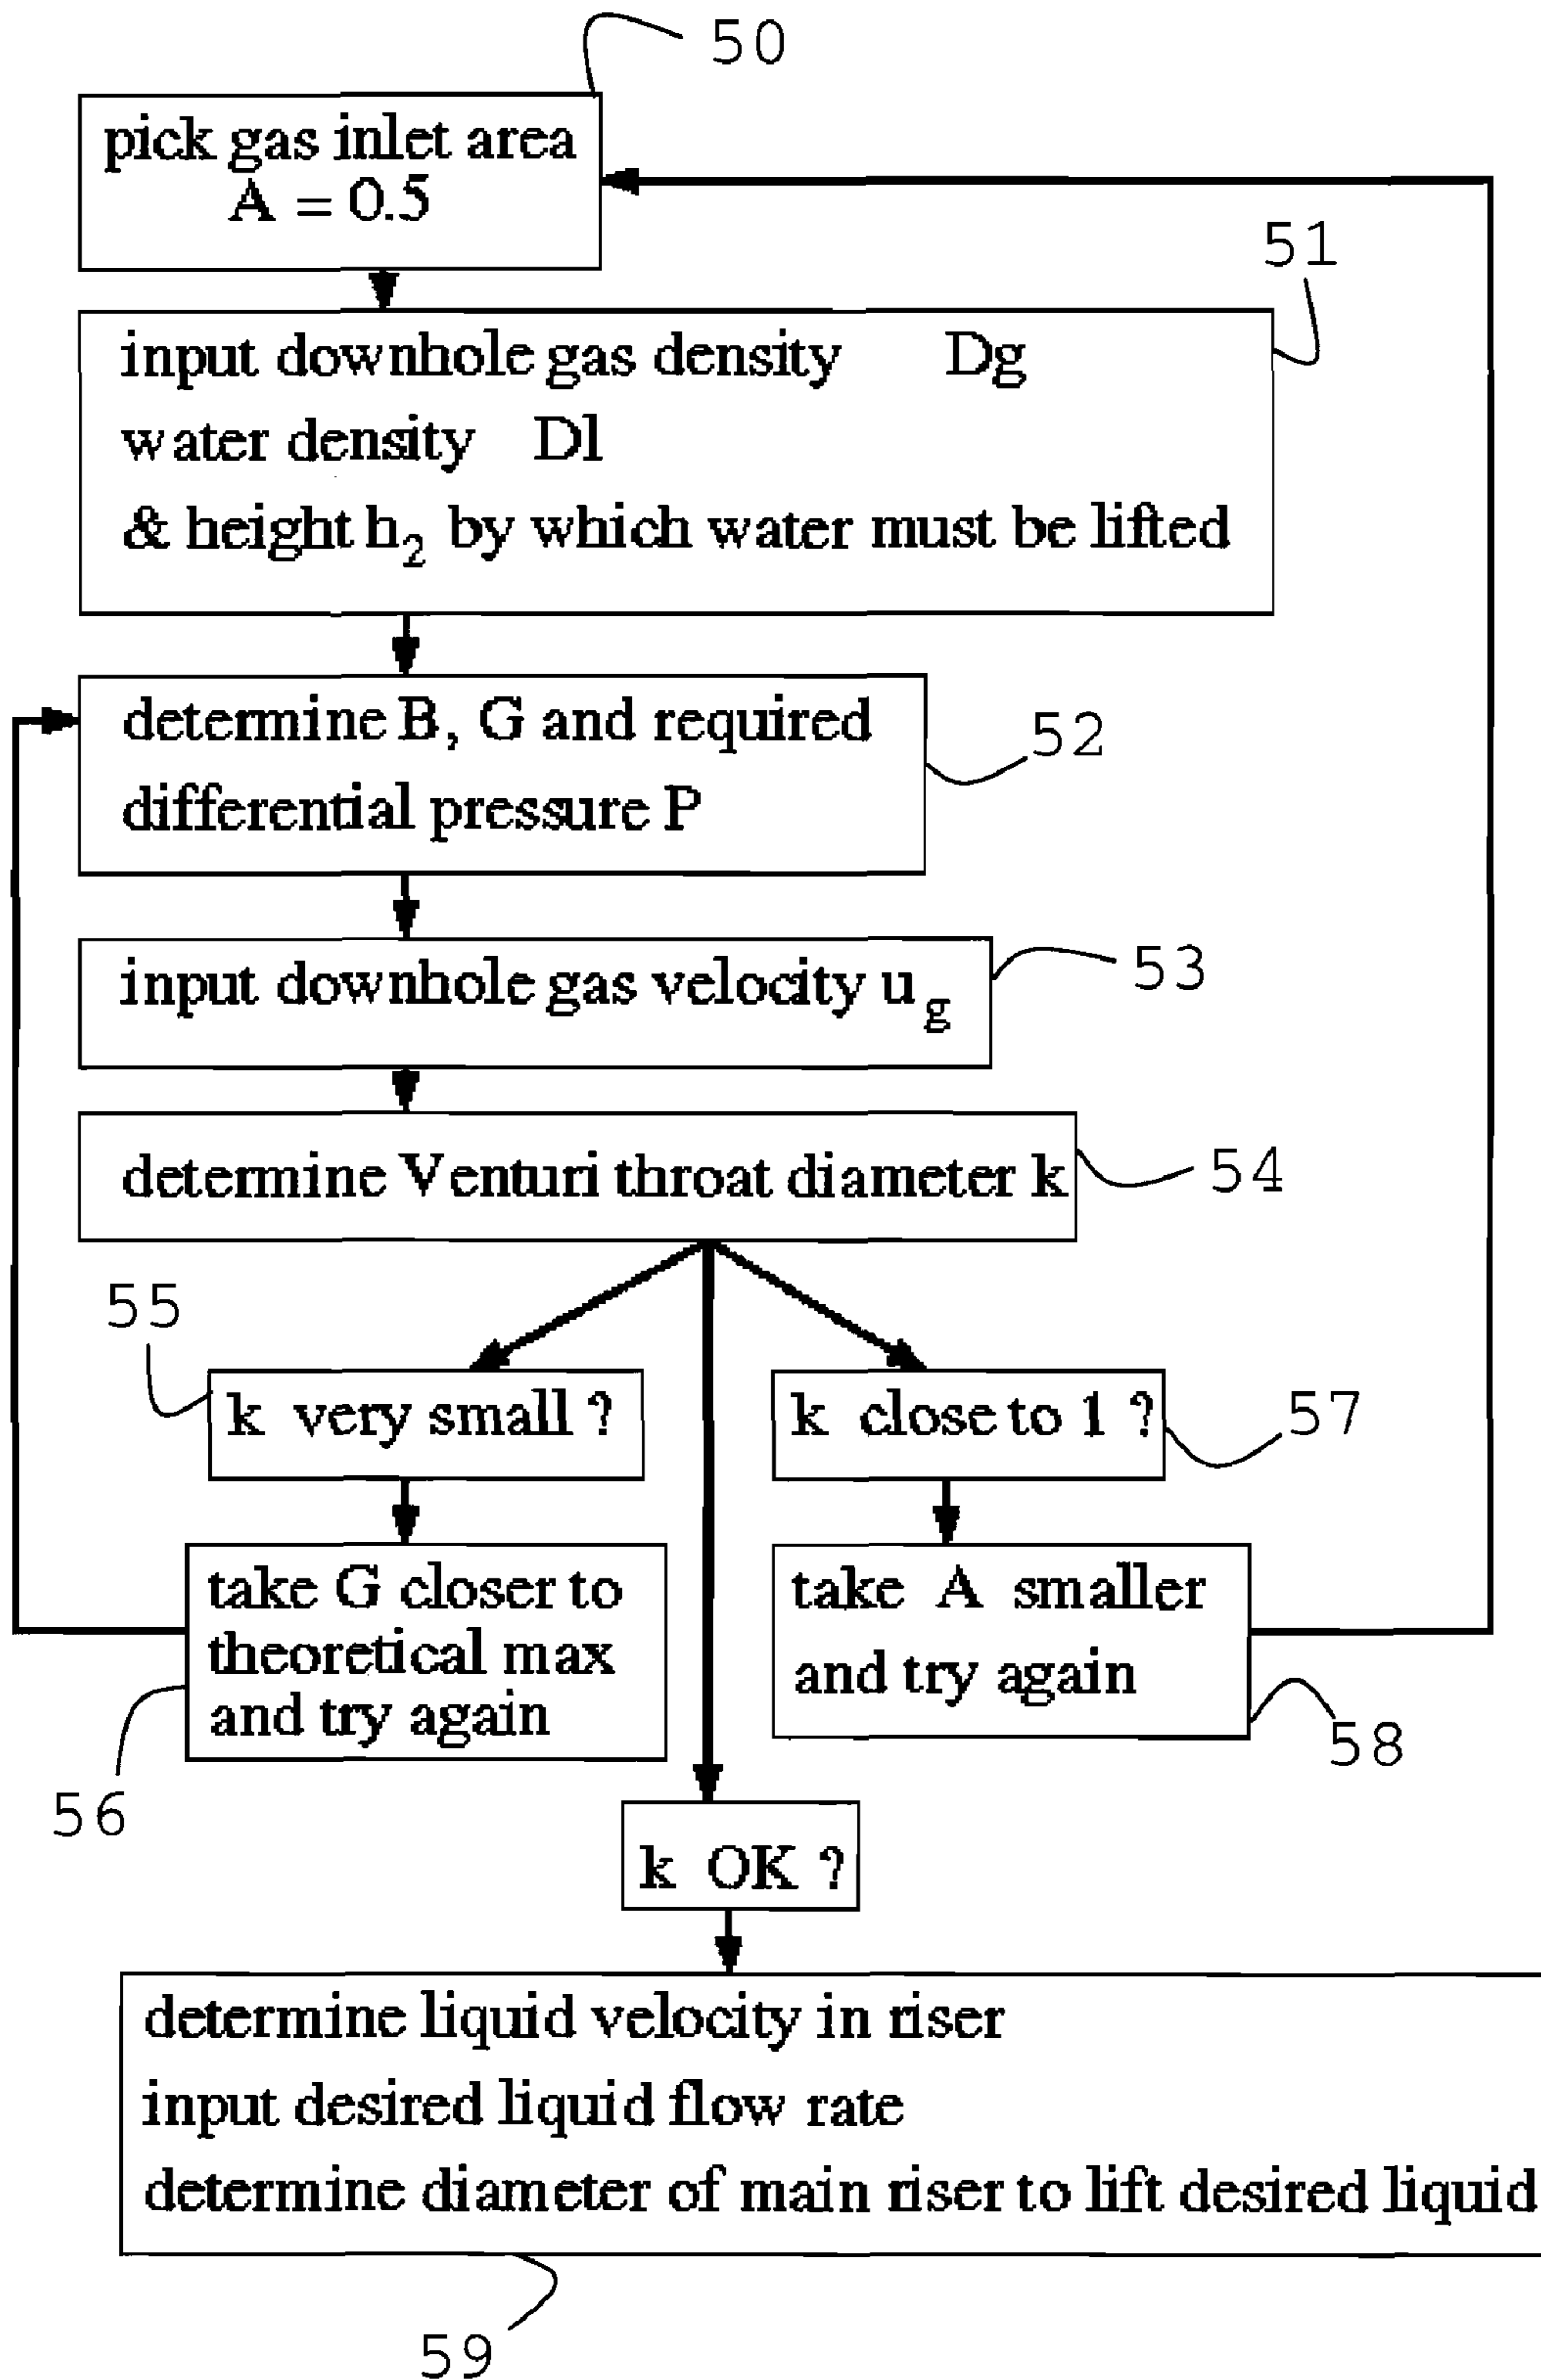 50
pick gas inlet area
A = 0.5
51
input downhole gas density Dg
water density Dl
& height h₂ by which water must be lifted
determine B, G and required
52
differential pressure P
53
input downhole gas velocity u g
determine Venturi throat diameter k
54
55
k very small ?
k close to 1 ?
57
take G closer to
theoretical max
and try again
take A smaller
and try again
56
58
k OK ?
determine liquid velocity in riser
input desired liquid flow rate
determine diameter of main riser to lift desired liquid
59